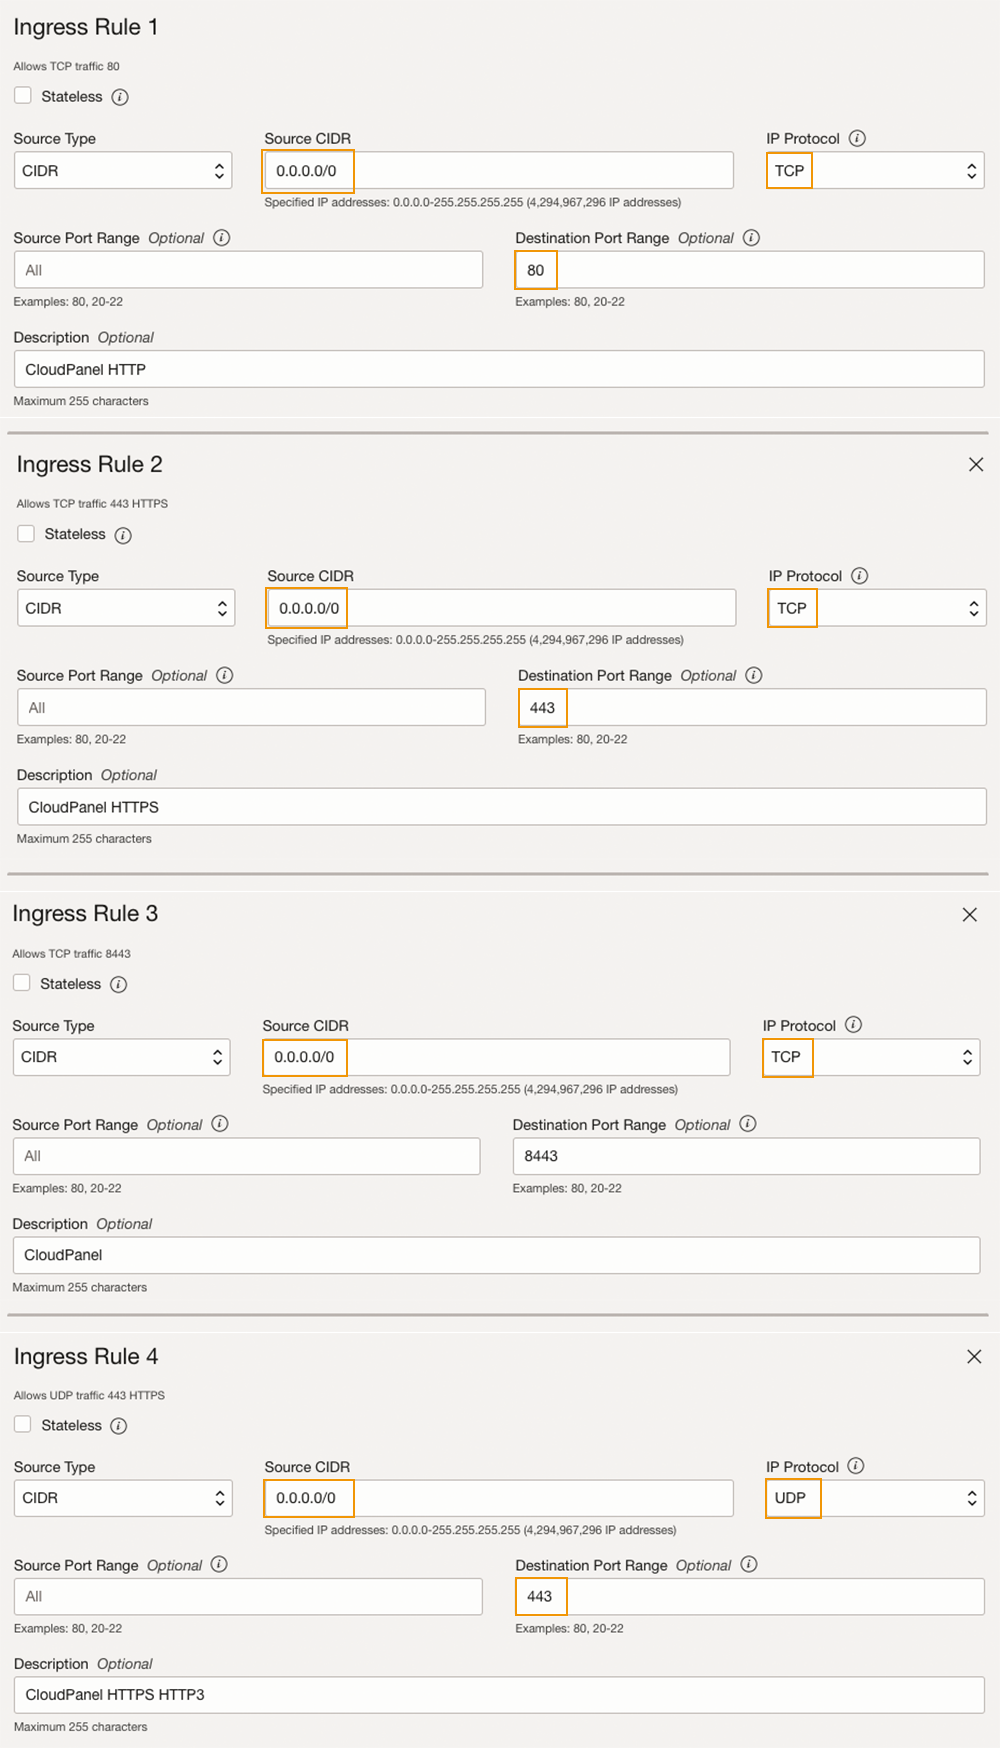 Ingress Rule 1
Allows TCP traffic 80
Stateless
Source Type Source CIDR IP Protocol
CIDR 0.0.0.0/0 TCP
Specified IP addresses: 0.0.0.0-255.255.255.255 (4,294,967,296 IP addresses)
Source Port Range Optional Destination Port Range Optional
All 80
Examples: 80, 20-22 Examples: 80, 20-22
Description Optional
CloudPanel HTTP
Maximum 255 characters
Ingress Rule 2
Allows TCP traffic 443 HTTPS
Stateless
Source Type Source CIDR IP Protocol
CIDR 0.0.0.0/0 TCP
Specified IP addresses: 0.0.0.0-255.255.255.255 (4,294,967,296 IP addresses)
Source Port Range Optional Destination Port Range Optional
All 443
Examples: 80, 20-22 Examples: 80, 20-22
Description Optional
CloudPanel HTTPS
Maximum 255 characters
Ingress Rule 3
Allows TCP traffic 8443
Stateless
Source Type Source CIDR IP Protocol
CIDR 0.0.0.0/0 TCP
Specified IP addresses: 0.0.0.0-255.255.255.255 (4,294,967,296 IP addresses)
Source Port Range Optional Destination Port Range Optional
All 8443
Examples: 80, 20-22 Examples: 80, 20-22
Description Optional
CloudPanel
Maximum 255 characters
Ingress Rule 4
Allows UDP traffic 443 HTTPS
Stateless
Source Type Source CIDR IP Protocol
CIDR 0.0.0.0/0 UDP
Specified IP addresses: 0.0.0.0-255.255.255.255 (4,294,967,296 IP addresses)
Source Port Range Optional Destination Port Range Optional
All 443
Examples: 80, 20-22 Examples: 80, 20-22
Description Optional
CloudPanel HTTPS HTTP3
Maximum 255 characters